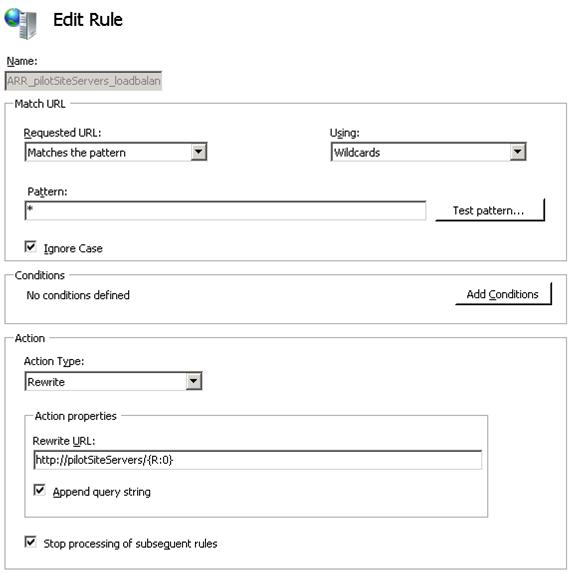 Edit Rule
Name:
ARR_pilotSiteServers_loadbalan
Match URL
Requested URL: Using:
Matches the pattern Wildcards
Pattern:
* Test pattern...
Ignore Case
Conditions
No conditions defined Add Conditions
Action
Action Type:
Rewrite
Action properties
Rewrite URL:
http://pilotSiteServers/{R:0}
Append query string
Stop processing of subsequent rules